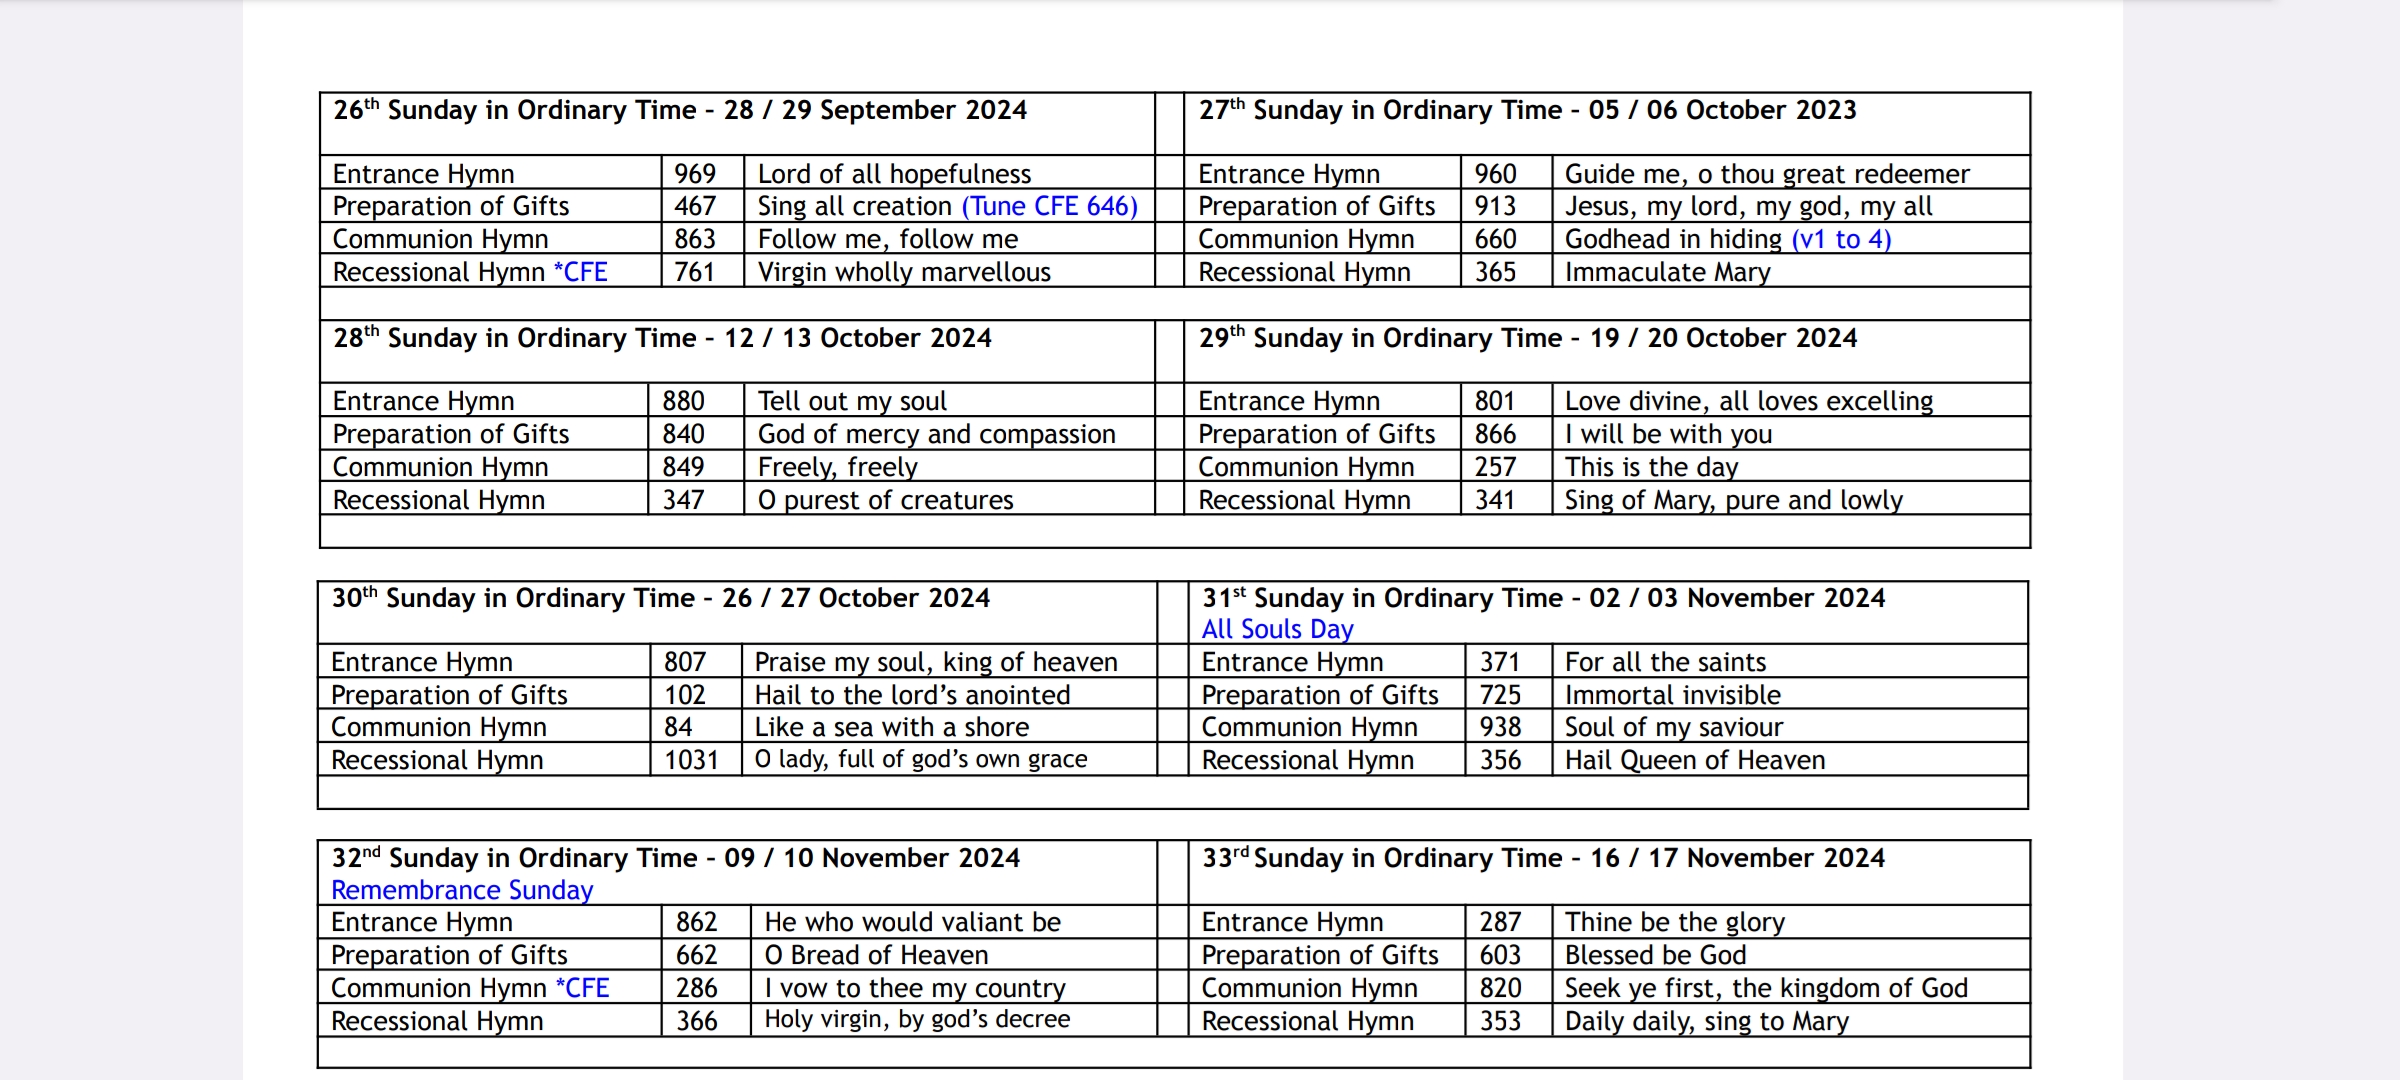 26th Sunday in Ordinary Time - 28 / 29 September 2024
Entrance Hymn 969 Lord of all hopefulness
Preparation of Gifts 467 Sing all creation (Tune CFE 646)
Communion Hymn 863 Follow me, follow me
Recessional Hymn *CFE 761 Virgin wholly marvellous
27th Sunday in Ordinary Time - 05 / 06 October 2023
Entrance Hymn 960 Guide me, o thou great redeemer
Preparation of Gifts 913 Jesus, my lord, my god, my all
Communion Hymn 660 Godhead in hiding (v1 to 4)
Recessional Hymn 365 Immaculate Mary
28th Sunday in Ordinary Time - 12 / 13 October 2024
Entrance Hymn 880 Tell out my soul
Preparation of Gifts 840 God of mercy and compassion
Communion Hymn 849 Freely, freely
Recessional Hymn 347 O purest of creatures
29th Sunday in Ordinary Time - 19 / 20 October 2024
Entrance Hymn 801 Love divine, all loves excelling
Preparation of Gifts 866 I will be with you
Communion Hymn 257 This is the day
Recessional Hymn 341 Sing of Mary, pure and lowly
30th Sunday in Ordinary Time - 26 / 27 October 2024
Entrance Hymn 807 Praise my soul, king of heaven
Preparation of Gifts 102 Hail to the lord’s anointed
Communion Hymn 84 Like a sea with a shore
Recessional Hymn 1031 O lady, full of god’s own grace
31st Sunday in Ordinary Time - 02 / 03 November 2024
All Souls Day
Entrance Hymn 371 For all the saints
Preparation of Gifts 725 Immortal invisible
Communion Hymn 938 Soul of my saviour
Recessional Hymn 356 Hail Queen of Heaven
32nd Sunday in Ordinary Time - 09 / 10 November 2024
Remembrance Sunday
Entrance Hymn 862 He who would valiant be
Preparation of Gifts 662 O Bread of Heaven
Communion Hymn *CFE 286 I vow to thee my country
Recessional Hymn 366 Holy virgin, by god’s decree
33rd Sunday in Ordinary Time - 16 / 17 November 2024
Entrance Hymn 287 Thine be the glory
Preparation of Gifts 603 Blessed be God
Communion Hymn 820 Seek ye first, the kingdom of God
Recessional Hymn 353 Daily daily, sing to Mary